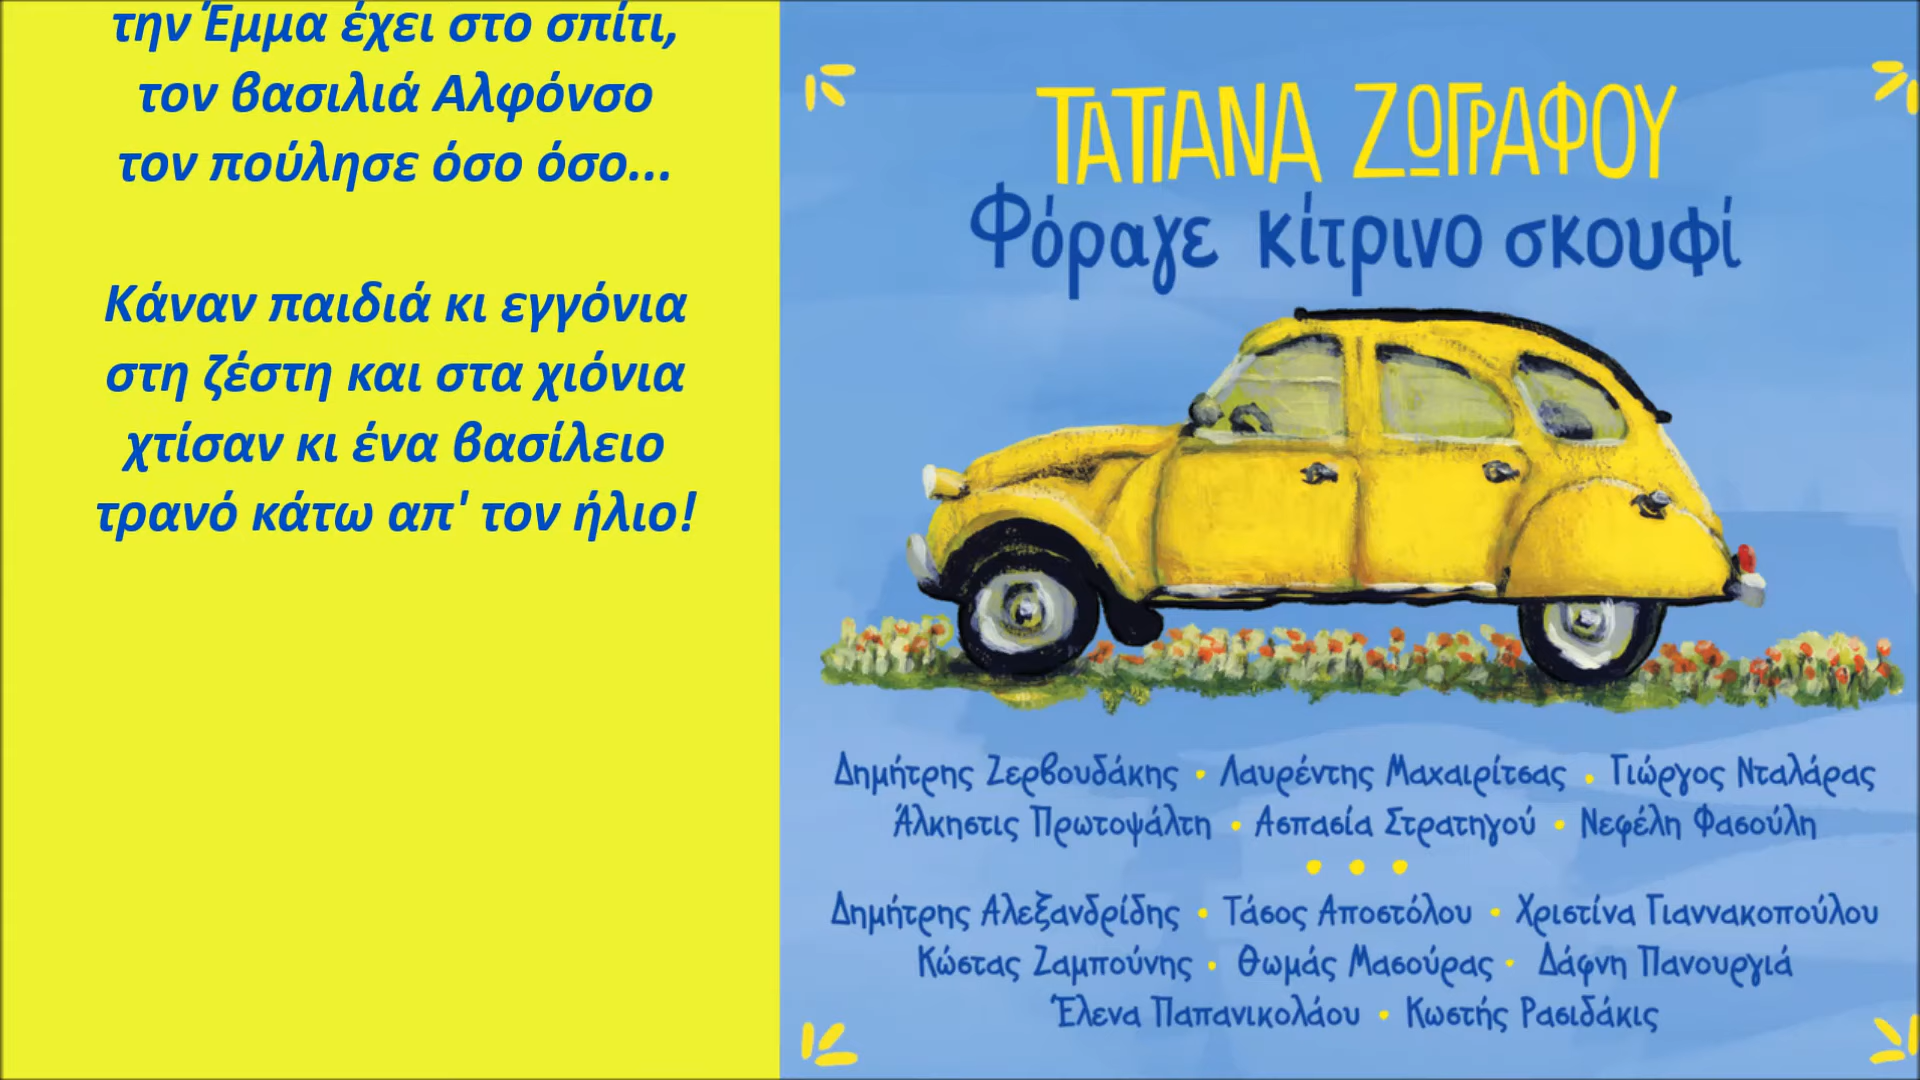 την Έμμα έχει στο σπίτι,
τον βασιλιά Αλφόνσο
τον πούλησε όσο όσο...
Κάναν παιδιά κι εγγόνια
στη ζέστη και στα χιόνια
χτίσαν κι ένα βασίλειο
τρανό κάτω απ' τον ήλιο!
ΤΑΤΙΑΝΑ ΖΩΓΡΑΦΟΥ
Φόραγε κίτρινο σκουφί
Δημήτρης Ζερβουδάκης • Λαυρέντης Μαχαιρίτσας • Γιώργος Νταλάρας
Άλκηστις Πρωτοψάλτη • Ασπασία Στρατηγού • Νεφέλη Φασούλη
• • •
Δημήτρης Αλεξανδρίδης • Τάσος Αποστόλου • Χριστίνα Γιαννακοπούλου
Κώστας Ζαμπούνης • Θωμάς Μασούρας • Δάφνη Πανουργιά
Έλενα Παπανικολάου • Κωστής Ρασιδάκις